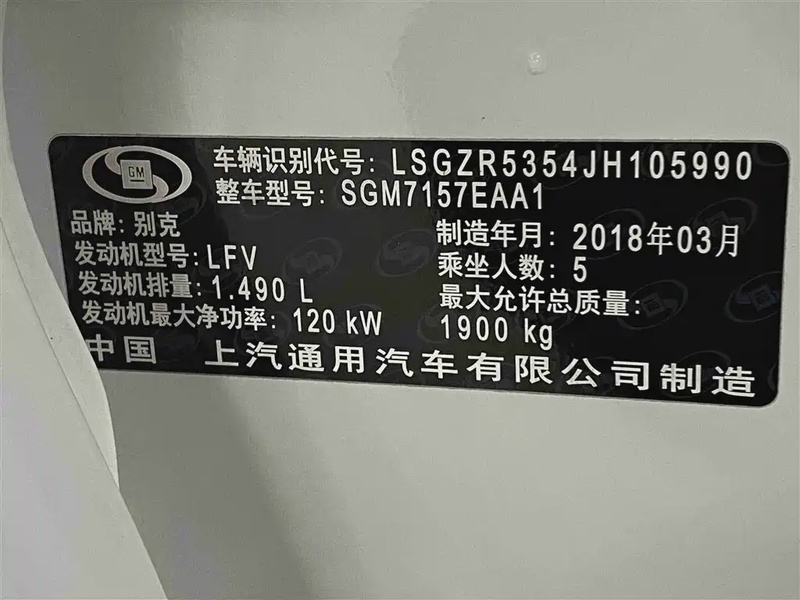 GM
车辆识别代号: LSGZR5354JH105990
整车型号: SGM7157EAA1
品牌: 别克
制造年月: 2018年03月
发动机型号: LFV
乘坐人数: 5
发动机排量: 1.490 L
最大允许总质量:
发动机最大净功率: 120 kW
1900 kg
中国 上汽通用汽车有限公司制造